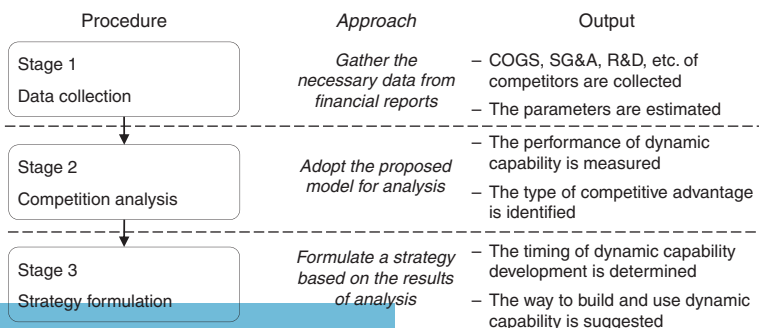 Procedure
Approach
Output
Stage 1
Data collection
Gather the
necessary data from
financial reports
– COGS, SG&A, R&D, etc. of
competitors are collected
– The parameters are estimated
Stage 2
Competition analysis
Adopt the proposed
model for analysis
– The performance of dynamic
capability is measured
– The type of competitive advantage
is identified
Stage 3
Strategy formulation
Formulate a strategy
based on the results
of analysis
– The timing of dynamic capability
development is determined
– The way to build and use dynamic
capability is suggested